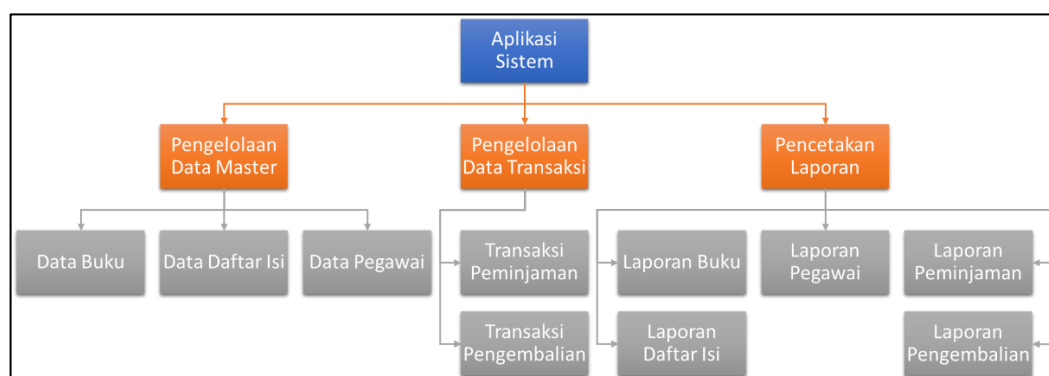 Aplikasi
Sistem
Pengelolaan
Data Master
Pengelolaan
Data Transaksi
Pencetakan
Laporan
Data Buku
Data Daftar Isi
Data Pegawai
Transaksi
Peminjaman
Laporan Buku
Laporan
Pegawai
Laporan
Peminjaman
Transaksi
Pengembalian
Laporan
Daftar Isi
Laporan
Pengembalian